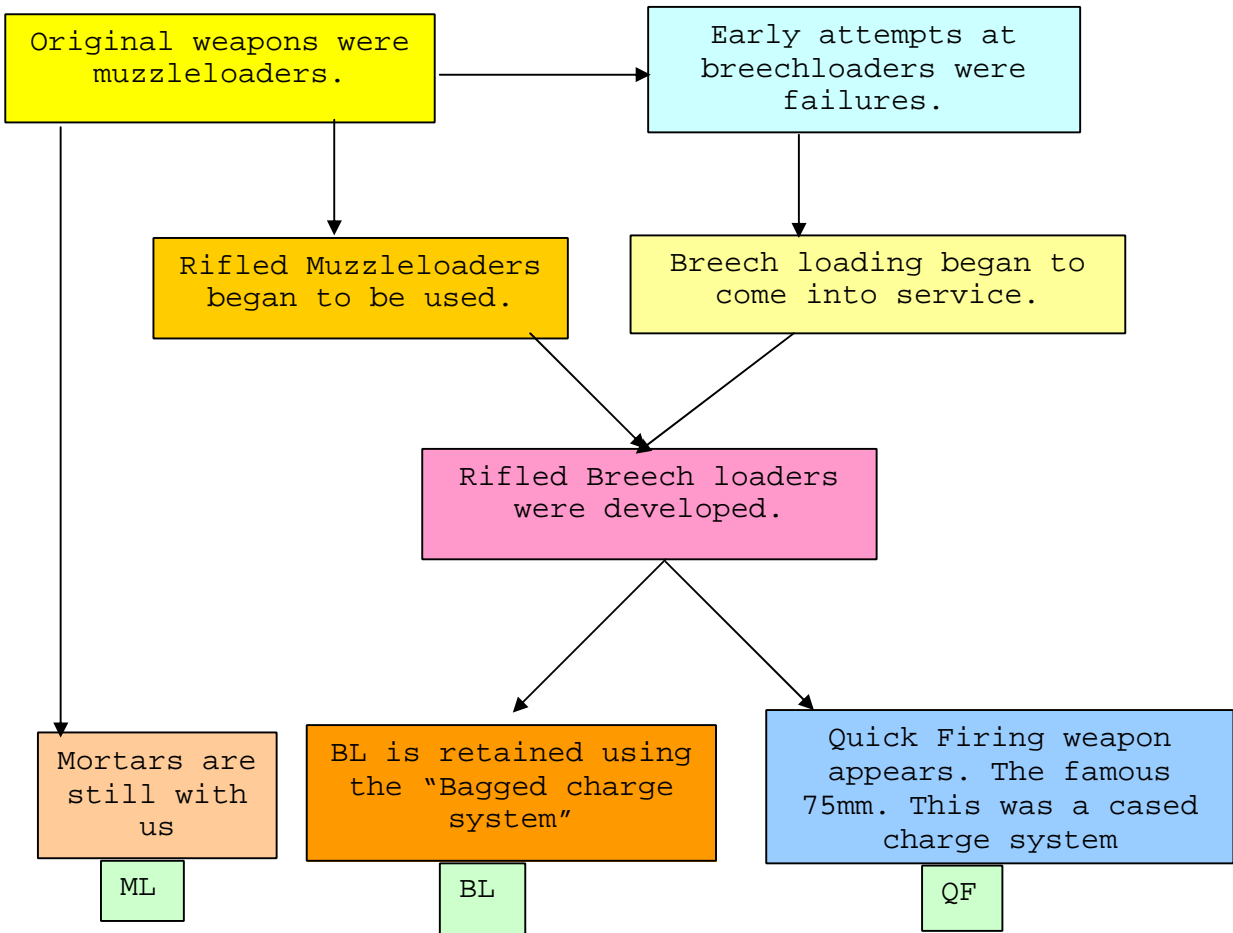 Original weapons were
muzzleloaders.
Early attempts at
breechloaders were
failures.
Rifled Muzzleloaders
began to be used.
Breech loading began to
come into service.
Rifled Breech loaders
were developed.
Mortars are
still with
us
BL is retained using
the “Bagged charge
system”
Quick Firing weapon
appears. The famous
75mm. This was a cased
charge system
ML
BL
QF